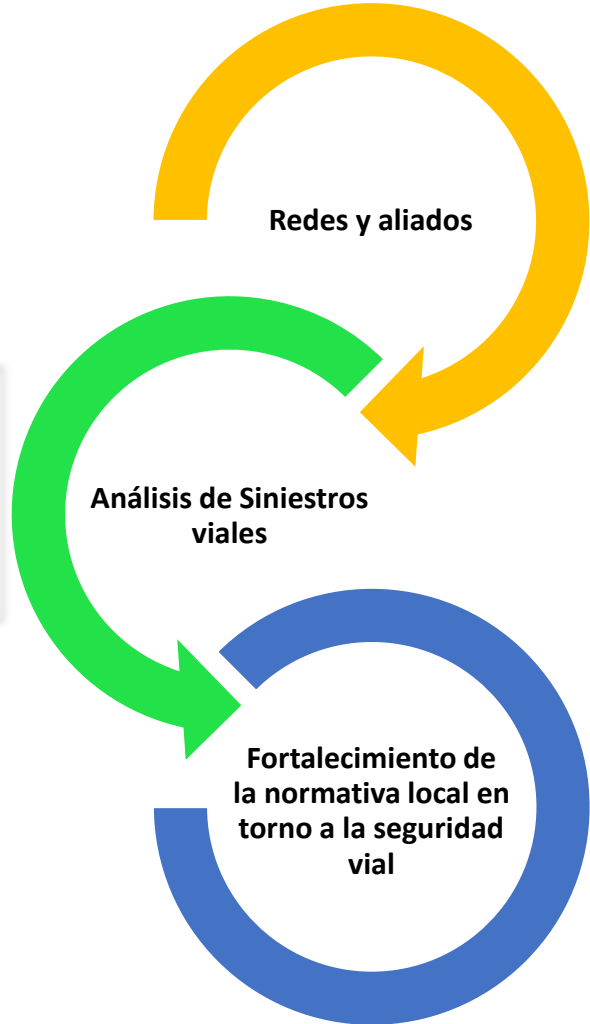 Redes y aliados
Análisis de Siniestros
viales
Fortalecimiento de
la normativa local en
torno a la seguridad
vial